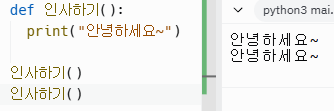 def 인사하기():
  print("안녕하세요~")

인사하기()
인사하기()
python3 mai.
안녕하세요~
안녕하세요~